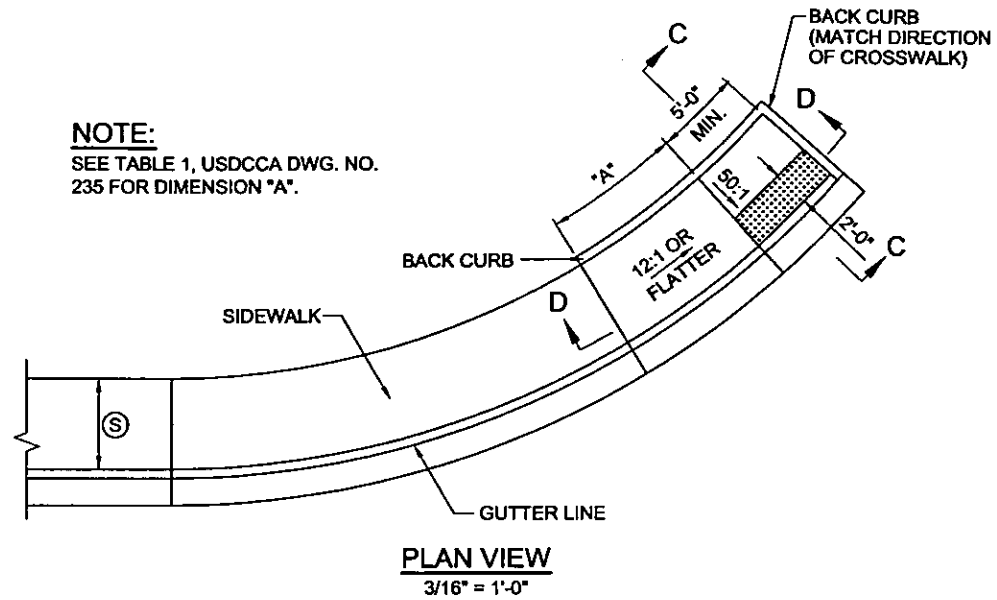 BACK CURB
(MATCH DIRECTION
OF CROSSWALK)
C
D
5'-0"
MIN.
NOTE:
SEE TABLE 1, USDCCA DWG. NO.
235 FOR DIMENSION "A".
"A"
50:1
2'-0"
C
BACK CURB
12:1 OR
FLATTER
D
SIDEWALK
S
GUTTER LINE
PLAN VIEW
3/16" = 1'-0"